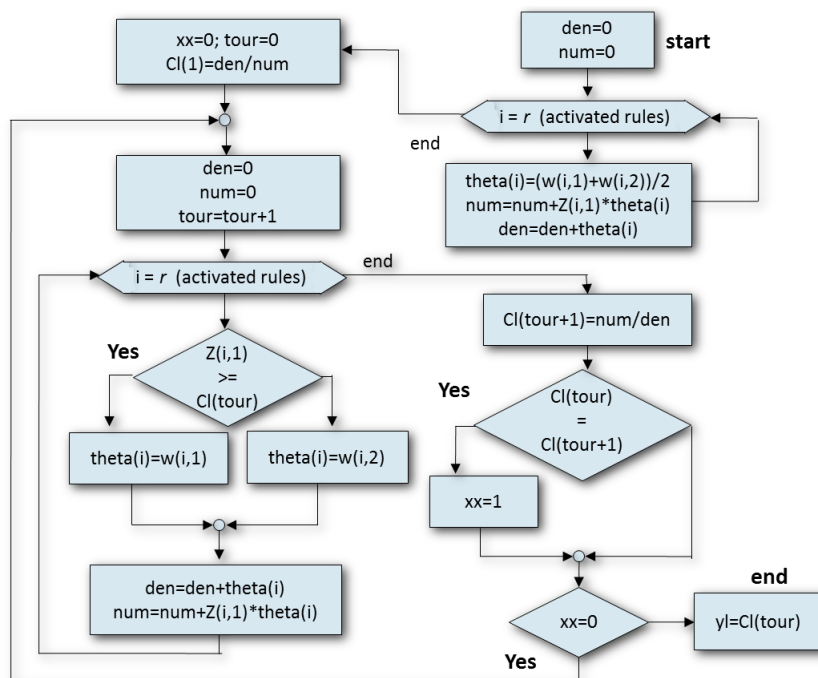 den=0
num=0
start
i = r (activated rules)
end
theta(i)=(w(i,1)+w(i,2))/2
num=num+Z(i,1)*theta(i)
den=den+theta(i)
xx=0; tour=0
Cl(1)=den/num
den=0
num=0
tour=tour+1
i = r (activated rules)
end
Yes
Z(i,1)
>=
Cl(tour)
theta(i)=w(i,1)
theta(i)=w(i,2)
den=den+theta(i)
num=num+Z(i,1)*theta(i)
Cl(tour+1)=num/den
Yes
Cl(tour)
=
Cl(tour+1)
xx=1
xx=0
Yes
end
yl=Cl(tour)